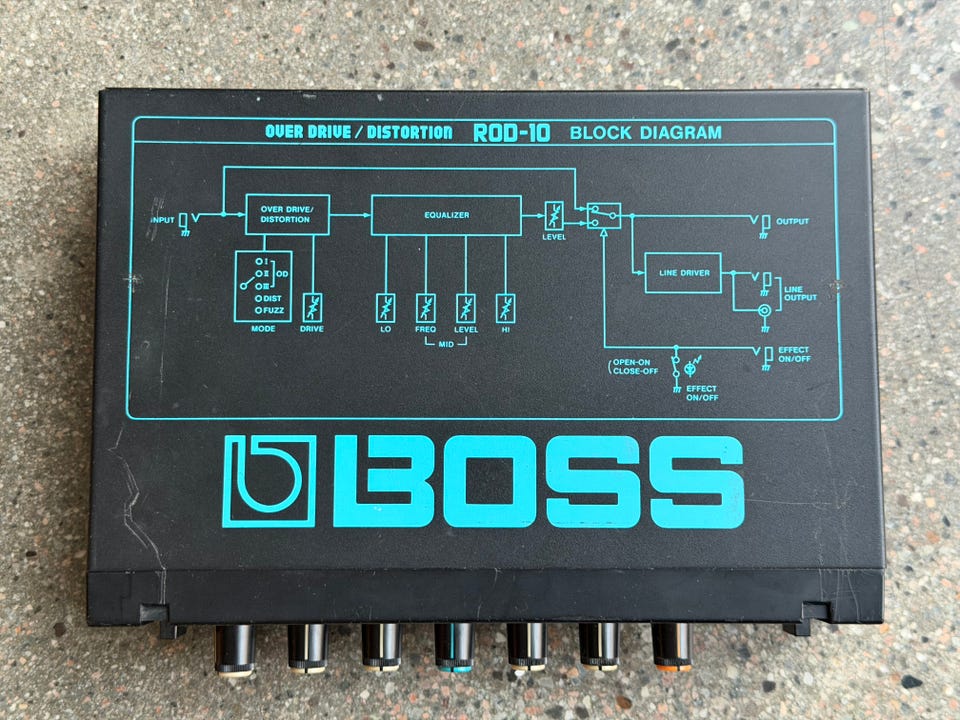 OVER DRIVE / DISTORTION ROD-10 BLOCK DIAGRAM
INPUT
OVER DRIVE/
DISTORTION
EQUALIZER
LEVEL
OUTPUT
I
II
III
OD
DIST
FUZZ
MODE
DRIVE
LO
FREQ
LEVEL
HI
MID
LINE DRIVER
LINE
OUTPUT
EFFECT
ON/OFF
(OPEN-ON
CLOSE-OFF
EFFECT
ON/OFF
b BOSS